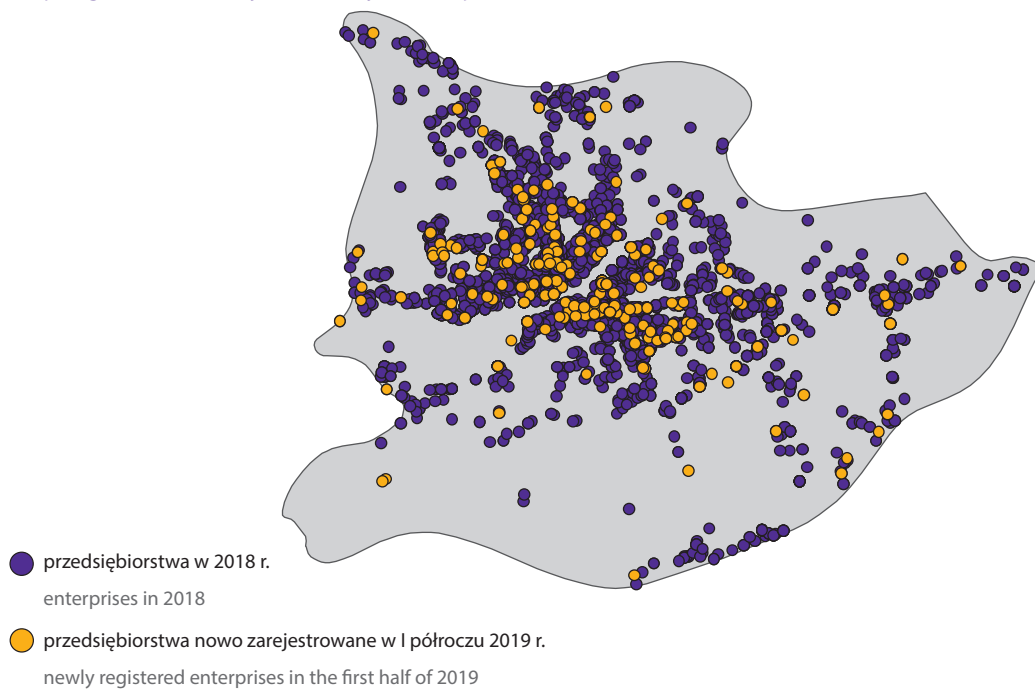 przedsiębiorstwa w 2018 r.
enterprises in 2018
przedsiębiorstwa nowo zarejestrowane w I półroczu 2019 r.
newly registered enterprises in the first half of 2019